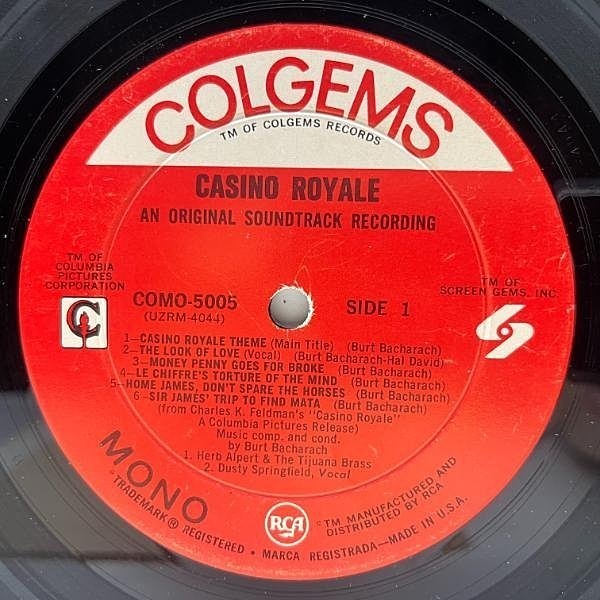 COLGEMS
TM OF COLGEMS RECORDS
CASINO ROYALE
AN ORIGINAL SOUNDTRACK RECORDING
TM OF
COLUMBIA
PICTURES
CORPORATION
TM OF
SCREEN GEMS, INC.
COMO-5005
(UZRM-4044)
SIDE 1
1—CASINO ROYALE THEME (Main Title) (Burt Bacharach)
2—THE LOOK OF LOVE (Vocal) (Burt Bacharach-Hal David)
3—MONEY PENNY GOES FOR BROKE (Burt Bacharach)
4—LE CHIFFRE'S TORTURE OF THE MIND (Burt Bacharach)
5—HOME JAMES, DON'T SPARE THE HORSES (Burt Bacharach)
6—SIR JAMES' TRIP TO FIND MATA (Burt Bacharach)
(from Charles K. Feldman's "Casino Royale"
A Columbia Pictures Release)
Music comp. and cond.
by Burt Bacharach
1. Herb Alpert & The Tijuana Brass
2. Dusty Springfield, Vocal
MONO
RCA
TM MANUFACTURED AND
DISTRIBUTED BY RCA
TRADEMARK ® REGISTERED • MARCA REGISTRADA—MADE IN U.S.A.